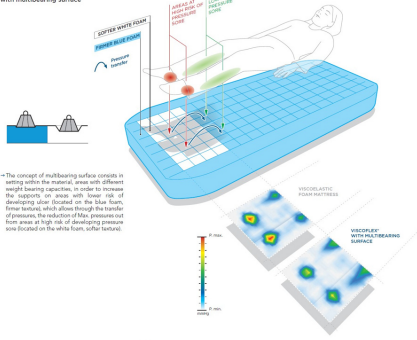 with multibearing surface
SOFTER WHITE FOAM
FIRMER BLUE FOAM
Pressure
transfer
AREAS AT
HIGH RISK OF
PRESSURE
SORE
PRESSURE
SORE
→ The concept of multibearing surface consists in
setting within the material, areas with different
weight bearing capacities, in order to increase
the supports on areas with lower risk of
developing ulcer (located on the blue foam,
firmer texture), which allows through the transfer
of pressures, the reduction of Max. pressures out
from areas at high risk of developing pressure
sore (located on the white foam, softer texture).
VISCOELASTIC
FOAM MATTRESS
VISCOFLEX+
WITH MULTIBEARING
SURFACE
P. max.
P. min.
mmHg